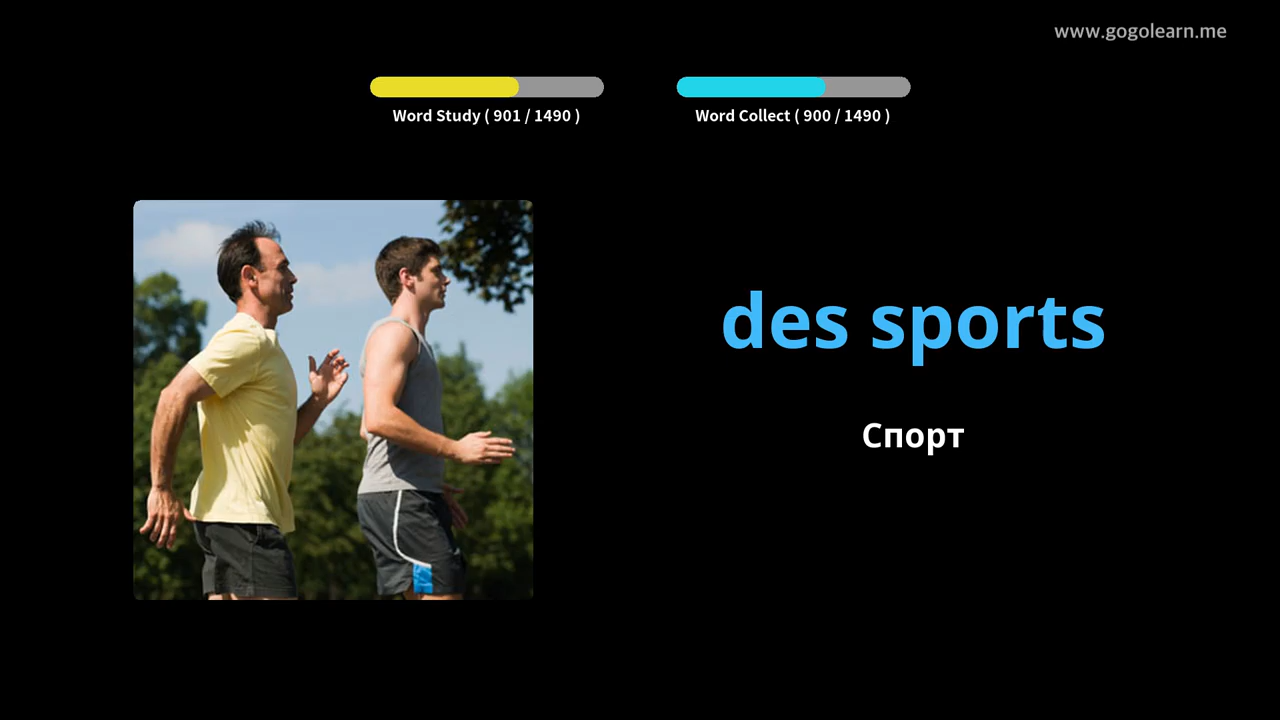 www.gogolearn.me
Word Study ( 901 / 1490 )
Word Collect ( 900 / 1490 )
des sports
Спорт